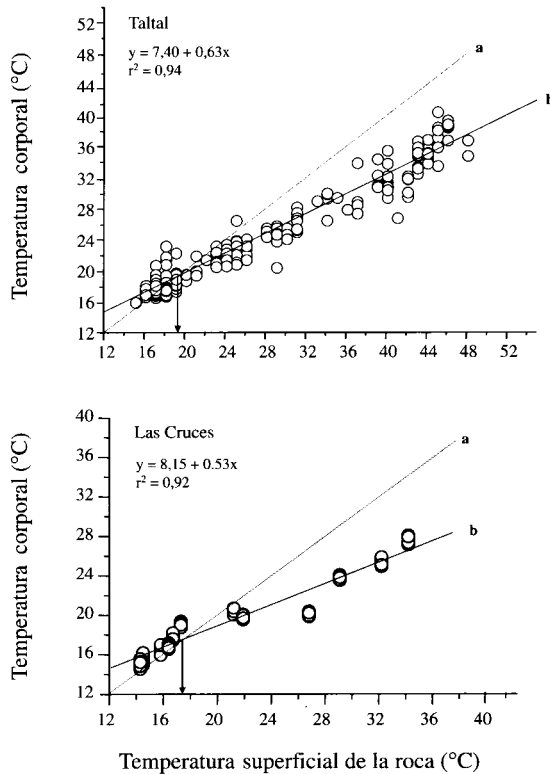 Taltal
y = 7,40 + 0,63x
r² = 0,94
Temperatura corporal (°C)
52
48
44
40
36
32
28
24
20
16
12
a
b
12 16 20 24 28 32 36 40 44 48 52
Las Cruces
y = 8,15 + 0.53x
r² = 0,92
Temperatura corporal (°C)
40
36
32
28
24
20
16
12
a
b
12 16 20 24 28 32 36 40
Temperatura superficial de la roca (°C)